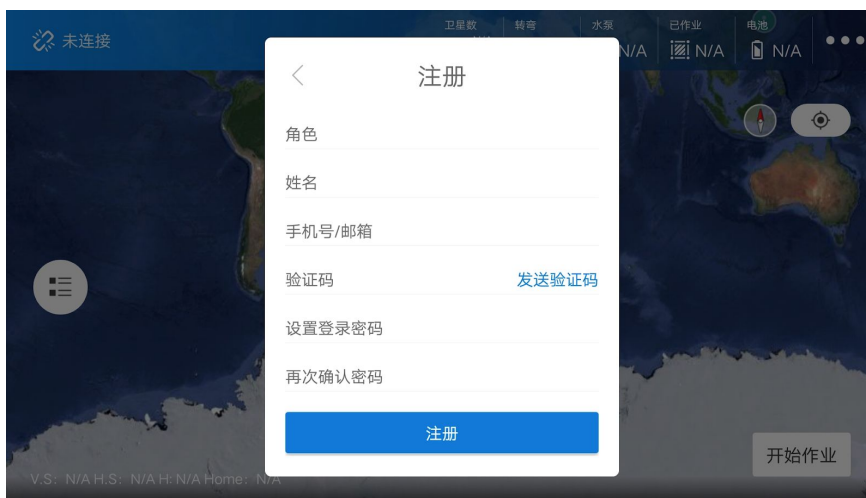 未连接
卫星数
转弯
水泵
N/A
已作业
N/A
电池
N/A
注册
角色
姓名
手机号/邮箱
验证码
发送验证码
设置登录密码
再次确认密码
注册
开始作业
V.S: N/A H.S: N/A H: N/A Home: N/A